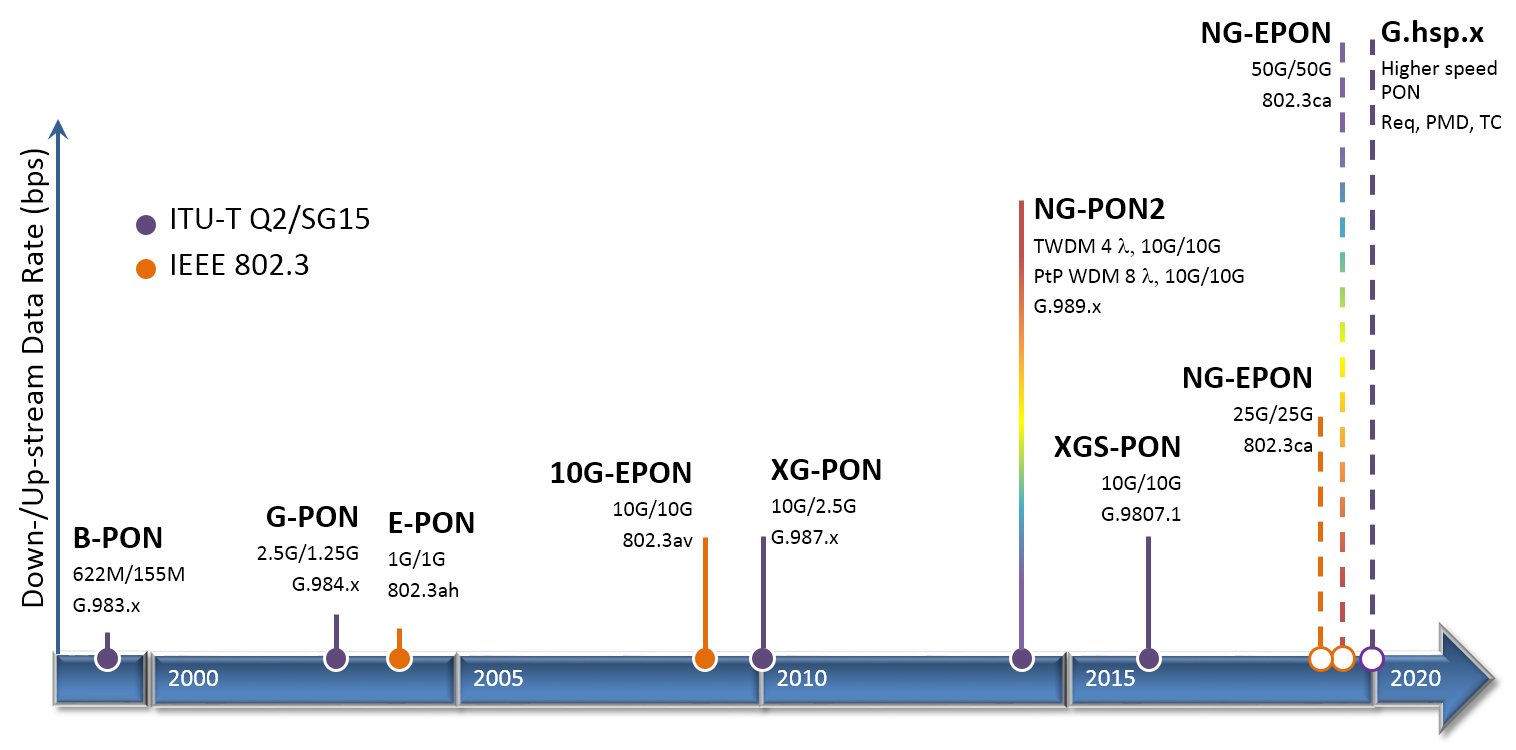 NG-EPON
50G/50G
802.3ca
G.hsp.x
Higher speed
PON
Req, PMD, TC
Down-/Up-stream Data Rate (bps)
ITU-T Q2/SG15
IEEE 802.3
NG-PON2
TWDM 4 λ, 10G/10G
PtP WDM 8 λ, 10G/10G
G.989.x
NG-EPON
25G/25G
802.3ca
XGS-PON
10G/10G
G.9807.1
10G-EPON
10G/10G
802.3av
XG-PON
10G/2.5G
G.987.x
B-PON
622M/155M
G.983.x
G-PON
2.5G/1.25G
G.984.x
E-PON
1G/1G
802.3ah
2000
2005
2010
2015
2020